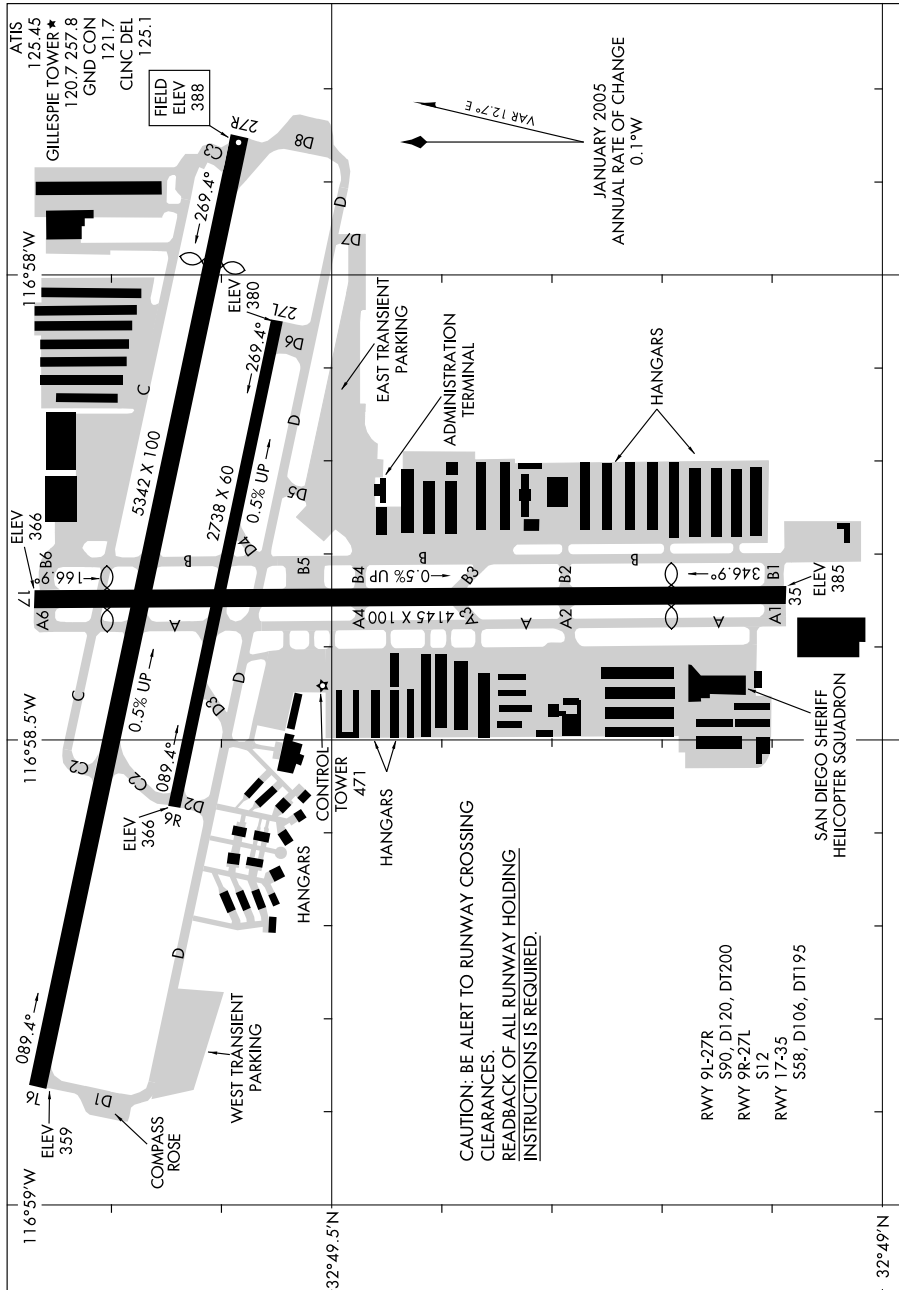 ATIS
125.45
GILLESPIE TOWER★
120.7 257.8
GND CON
121.7
CLNC DEL
125.1
FIELD
ELEV
388
27R
C3
D8
269.4°
D
D7
VAR 12.7° E
JANUARY 2005
ANNUAL RATE OF CHANGE
0.1°W
116°58'W
ELEV
380
27L
269.4°
D6
EAST TRANSIENT
PARKING
ADMINISTRATION
TERMINAL
HANGARS
C
5342 X 100
2738 X 60
0.5% UP
D
D5
D4
ELEV
366
17
B6
166.9°
B
B5
B4
B
0.5% UP
B3
B2
B
346.9°
B1
35
ELEV
385
A6
A
A4
4145 X 100
A3
A
A2
A
A1
C
0.5% UP
D
D3
116°58.5'W
C2
C2
089.4°
9R
D2
ELEV
366
CONTROL
TOWER
471
HANGARS
HANGARS
SAN DIEGO SHERIFF
HELICOPTER SQUADRON
D
089.4°
9L
ELEV
359
D1
COMPASS
ROSE
WEST TRANSIENT
PARKING
CAUTION: BE ALERT TO RUNWAY CROSSING
CLEARANCES.
READBACK OF ALL RUNWAY HOLDING
INSTRUCTIONS IS REQUIRED.
RWY 9L-27R
S90, D120, DT200
RWY 9R-27L
S12
RWY 17-35
S58, D106, DT195
116°59'W
32°49.5'N
32°49'N